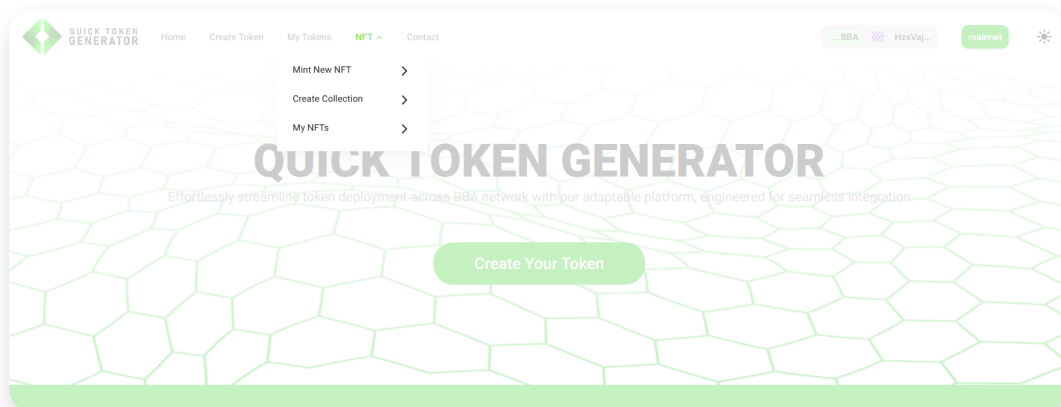 QUICK TOKEN
GENERATOR
Home Create Token My Tokens NFT Contact
... BBA HzsVaj... mainnet
Mint New NFT
Create Collection
My NFTs
QUICK TOKEN GENERATOR
Effortlessly streamline token deployment across BBA network with our adaptable platform, engineered for seamless integration
Create Your Token